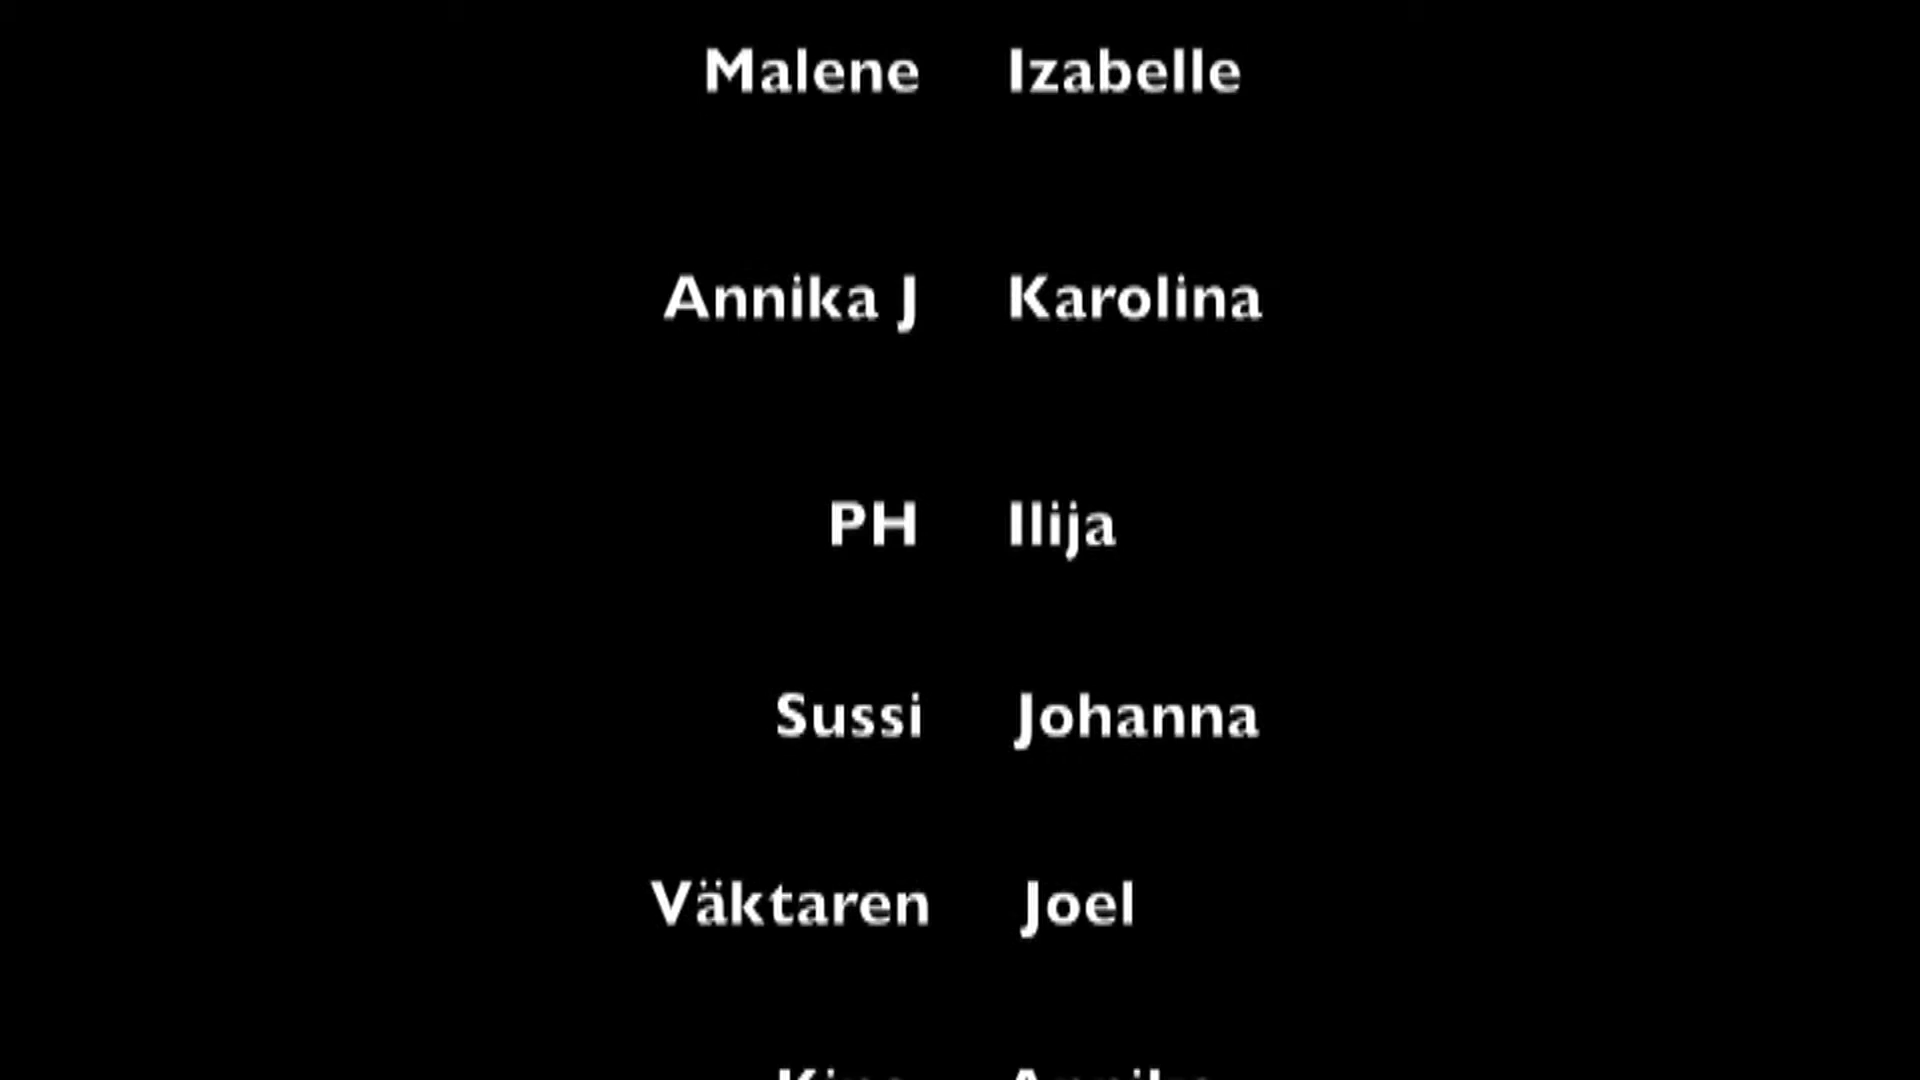 Malene Izabelle
Annika J Karolina
PH Ilija
Sussi Johanna
Väktaren Joel